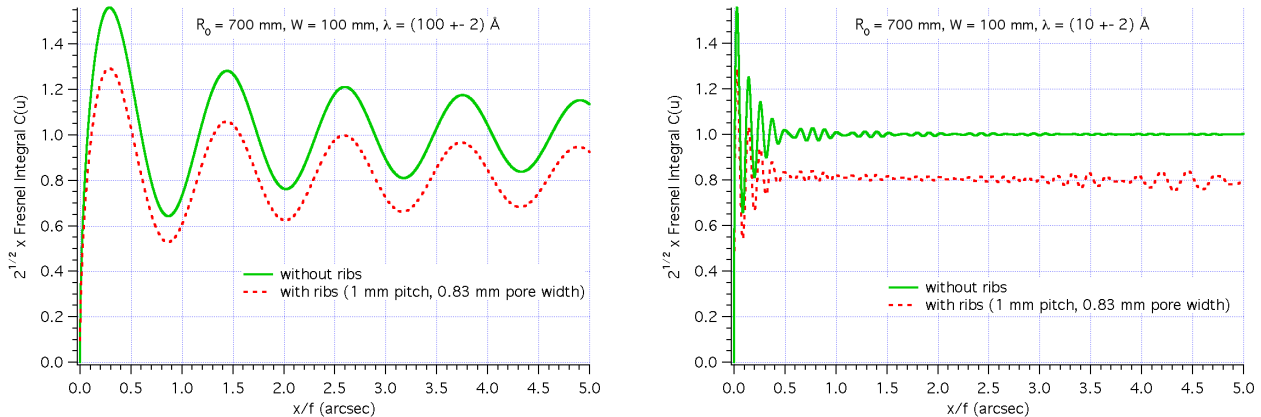 R₀ = 700 mm, W = 100 mm, λ = (100 +- 2) Å
1.4
1.2
1.0
0.8
0.6
0.4
0.2
0.0
2^1/2 x Fresnel Integral C(u)
without ribs
with ribs (1 mm pitch, 0.83 mm pore width)
0.0 0.5 1.0 1.5 2.0 2.5 3.0 3.5 4.0 4.5 5.0
x/f (arcsec)
R₀ = 700 mm, W = 100 mm, λ = (10 +- 2) Å
1.4
1.2
1.0
0.8
0.6
0.4
0.2
0.0
2^1/2 x Fresnel Integral C(u)
without ribs
with ribs (1 mm pitch, 0.83 mm pore width)
0.0 0.5 1.0 1.5 2.0 2.5 3.0 3.5 4.0 4.5 5.0
x/f (arcsec)